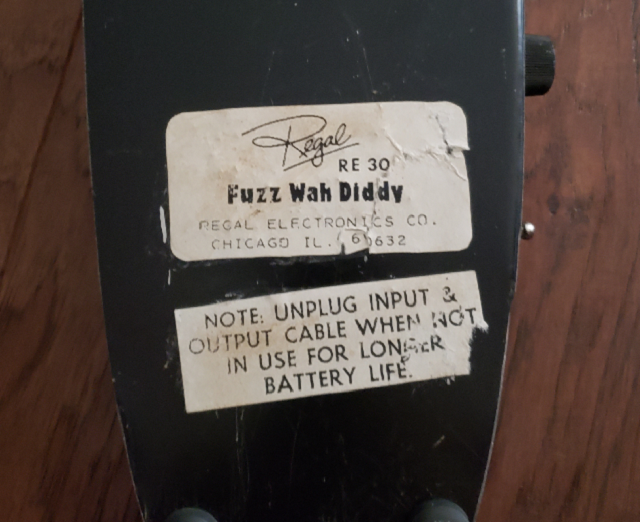 Regal
RE 30
Fuzz Wah Diddy
REGAL ELECTRONICS CO.
CHICAGO IL. 60632
NOTE: UNPLUG INPUT &
OUTPUT CABLE WHEN NOT
IN USE FOR LONGER
BATTERY LIFE.